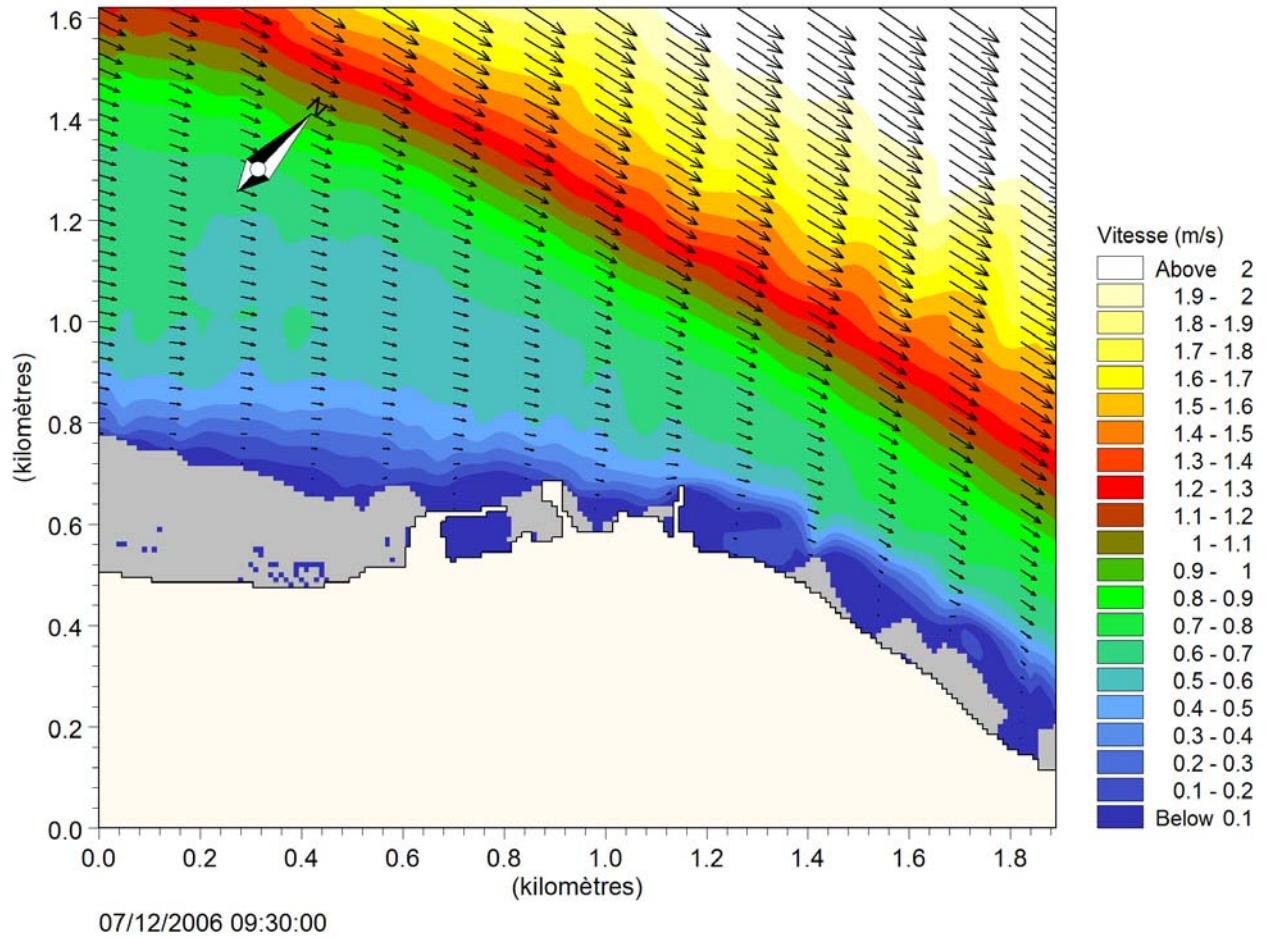 1.6
1.4
1.2
1.0
0.8
0.6
0.4
0.2
0.0
(kilomètres)
N
0.0 0.2 0.4 0.6 0.8 1.0 1.2 1.4 1.6 1.8
(kilomètres)
07/12/2006 09:30:00
Vitesse (m/s)
Above 2
1.9 - 2
1.8 - 1.9
1.7 - 1.8
1.6 - 1.7
1.5 - 1.6
1.4 - 1.5
1.3 - 1.4
1.2 - 1.3
1.1 - 1.2
1 - 1.1
0.9 - 1
0.8 - 0.9
0.7 - 0.8
0.6 - 0.7
0.5 - 0.6
0.4 - 0.5
0.3 - 0.4
0.2 - 0.3
0.1 - 0.2
Below 0.1